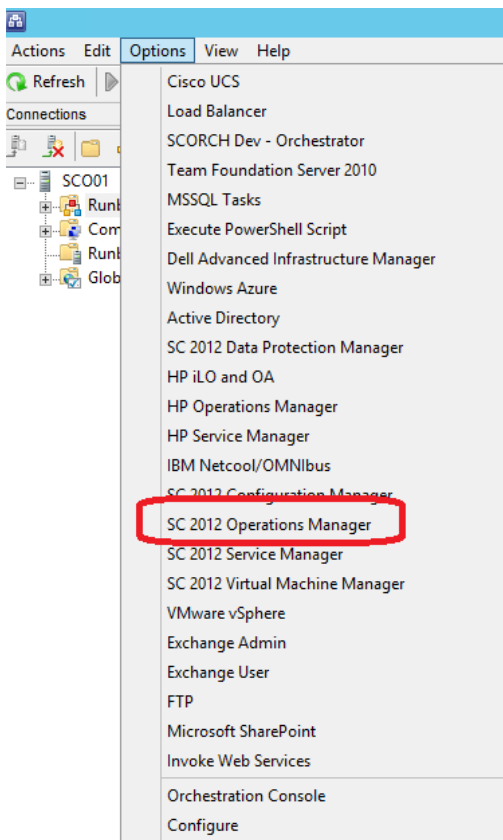 Actions Edit Options View Help
Refresh
Connections
SCO01
Glob
Cisco UCS
Load Balancer
SCORCH Dev - Orchestrator
Team Foundation Server 2010
MSSQL Tasks
Execute PowerShell Script
Dell Advanced Infrastructure Manager
Windows Azure
Active Directory
SC 2012 Data Protection Manager
HP iLO and OA
HP Operations Manager
HP Service Manager
IBM Netcool/OMNIbus
SC 2012 Configuration Manager
SC 2012 Operations Manager
SC 2012 Service Manager
SC 2012 Virtual Machine Manager
VMware vSphere
Exchange Admin
Exchange User
FTP
Microsoft SharePoint
Invoke Web Services
Orchestration Console
Configure